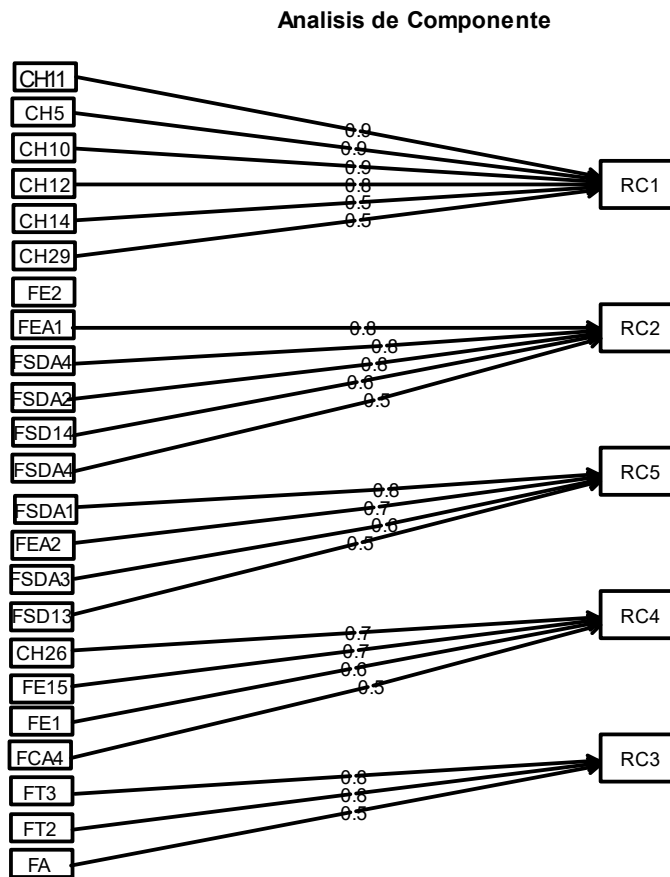 Analisis de Componente
CH11
CH5
CH10
CH12
CH14
CH29
FE2
FEA1
FSDA4
FSDA2
FSD14
FSDA4
FSDA1
FEA2
FSDA3
FSD13
CH26
FE15
FE1
FCA4
FT3
FT2
FA
0.9
0.9
0.9
0.8
0.5
0.5
0.8
0.8
0.8
0.6
0.5
0.8
0.7
0.6
0.5
0.7
0.7
0.6
0.5
0.8
0.8
0.5
RC1
RC2
RC5
RC4
RC3